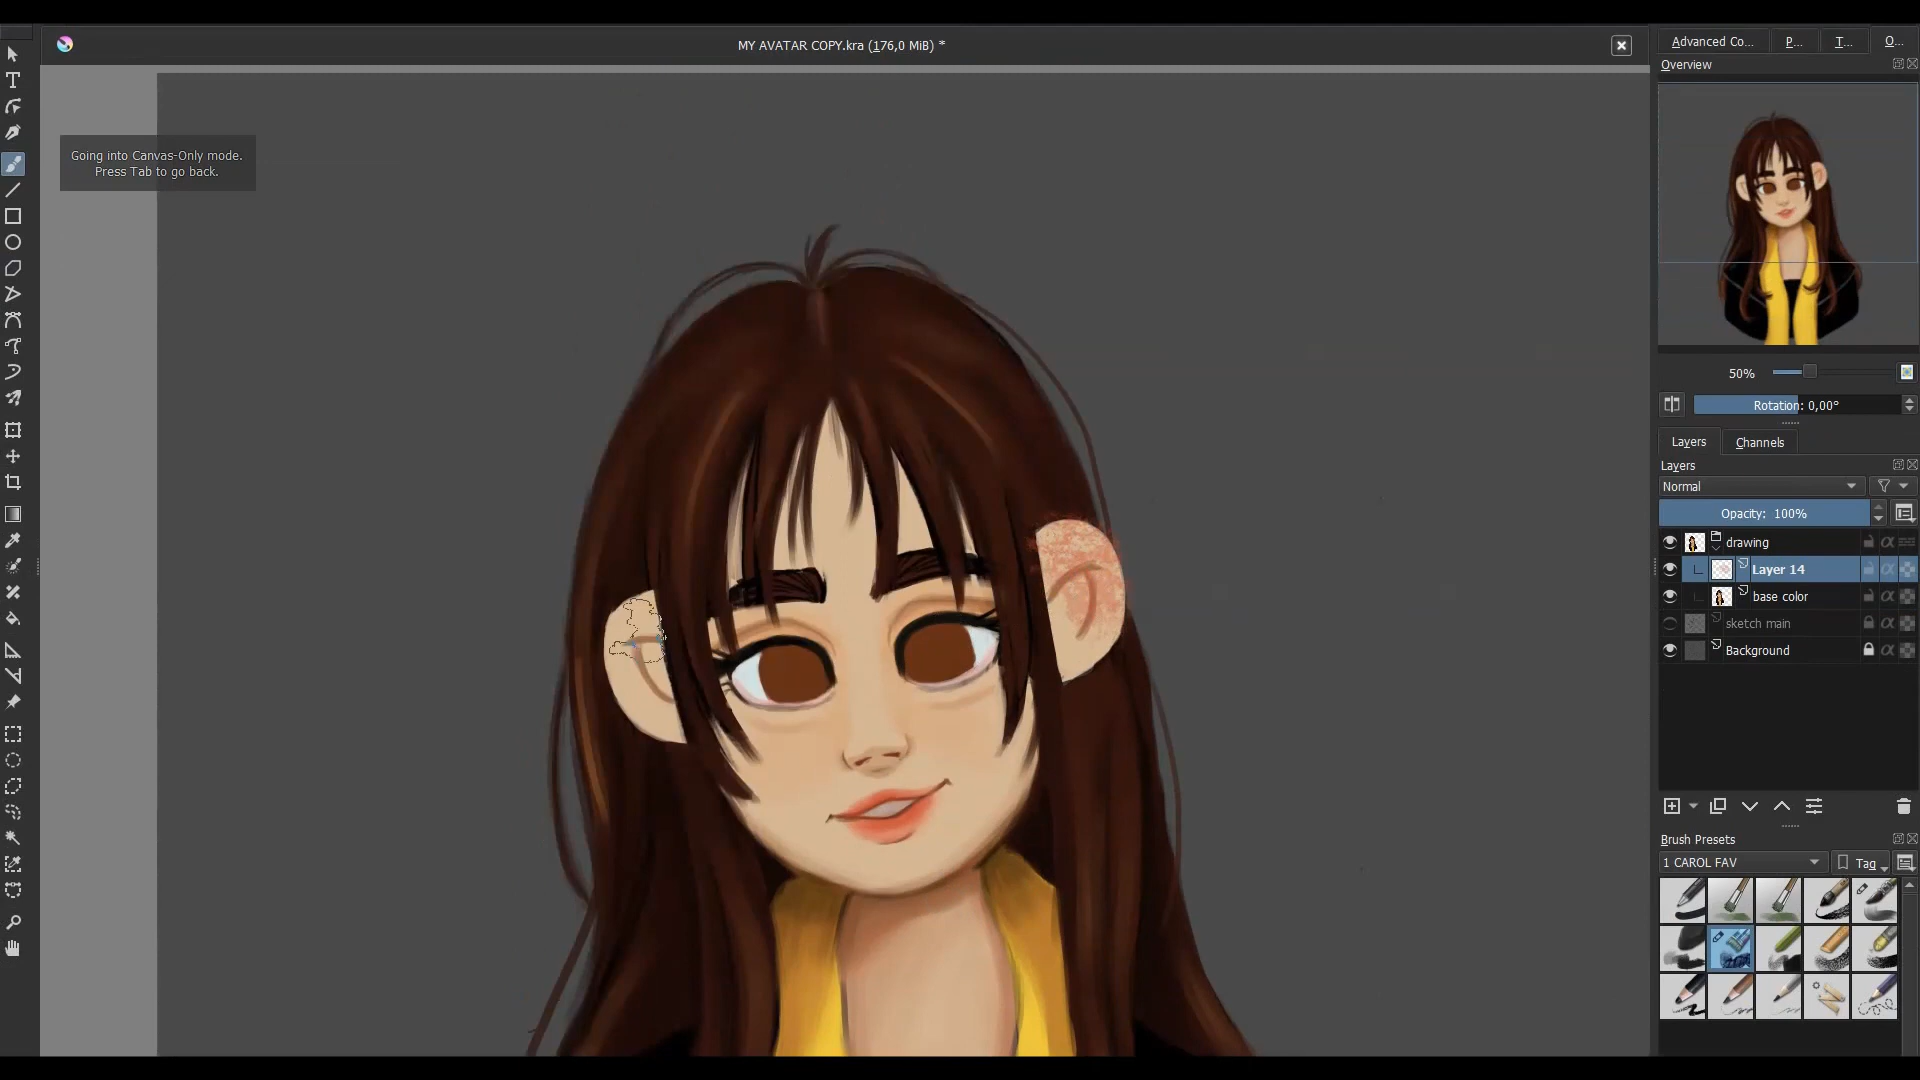 MY AVATAR COPY.kra (176,0 MiB) *
Advanced Co...
P...
T...
O...
Overview
Going into Canvas-Only mode.
Press Tab to go back.
50%
Rotation: 0,00°
Layers
Channels
Layers
Normal
Opacity: 100%
drawing
Layer 14
base color
sketch main
Background
Brush Presets
1 CAROL FAV
Tag